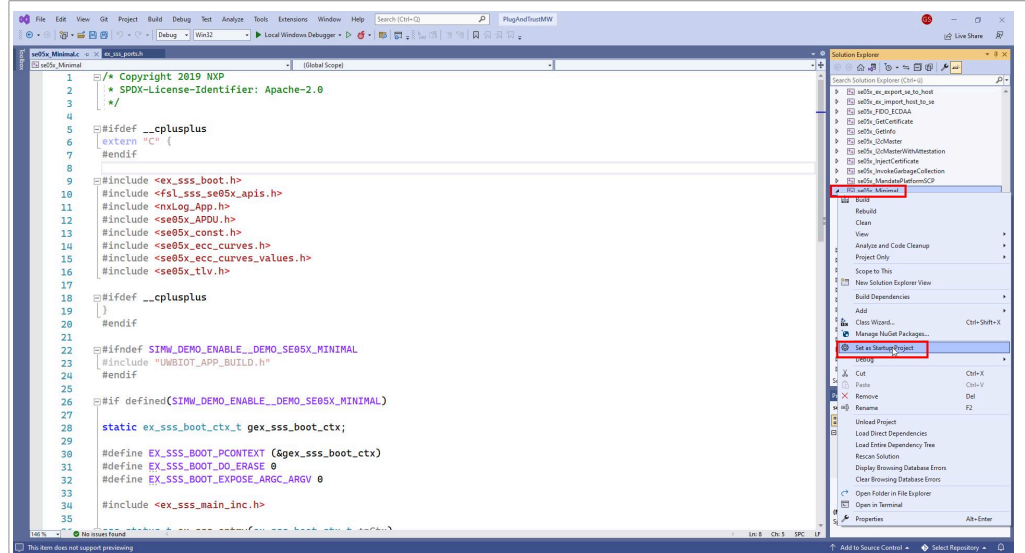 File Edit View Git Project Build Debug Test Analyze Tools Extensions Window Help Search (Ctrl+Q) PlugAndTrustMW GS
Debug Win32 Local Windows Debugger Live Share
Toolbox
se05x_Minimal.c ex_sss_ports.h
se05x_Minimal (Global Scope)
1 /* Copyright 2019 NXP
2 * SPDX-License-Identifier: Apache-2.0
3 */
4
5 #ifdef __cplusplus
6 extern "C" {
7 #endif
8
9 #include <ex_sss_boot.h>
10 #include <fsl_sss_se05x_apis.h>
11 #include <nxLog_App.h>
12 #include <se05x_APDU.h>
13 #include <se05x_const.h>
14 #include <se05x_ecc_curves.h>
15 #include <se05x_ecc_curves_values.h>
16 #include <se05x_tlv.h>
17
18 #ifdef __cplusplus
19 }
20 #endif
21
22 #ifndef SIMW_DEMO_ENABLE__DEMO_SE05X_MINIMAL
23 #include "UWBIOT_APP_BUILD.h"
24 #endif
25
26 #if defined(SIMW_DEMO_ENABLE__DEMO_SE05X_MINIMAL)
27
28 static ex_sss_boot_ctx_t gex_sss_boot_ctx;
29
30 #define EX_SSS_BOOT_PCONTEXT (&gex_sss_boot_ctx)
31 #define EX_SSS_BOOT_DO_ERASE 0
32 #define EX_SSS_BOOT_EXPOSE_ARGC_ARGV 0
33
34 #include <ex_sss_main_inc.h>
35
146 % No issues found Ln: 8 Ch: 5 SPC LF
Solution Explorer
Search Solution Explorer (Ctrl+ü)
se05x_ex_export_se_to_host
se05x_ex_import_host_to_se
se05x_FIDO_ECDAA
se05x_GetCertificate
se05x_GetInfo
se05x_I2cMaster
se05x_I2cMasterWithAttestation
se05x_InjectCertificate
se05x_InvokeGarbageCollection
se05x_MandatePlatformSCP
se05x_Minimal
Build
Rebuild
Clean
View
Analyze and Code Cleanup
Project Only
Scope to This
New Solution Explorer View
Build Dependencies
Add
Class Wizard... Ctrl+Shift+X
Manage NuGet Packages...
Set as Startup Project
Debug
Cut Ctrl+X
Paste Ctrl+V
Remove Del
Rename F2
Unload Project
Load Direct Dependencies
Load Entire Dependency Tree
Rescan Solution
Display Browsing Database Errors
Clear Browsing Database Errors
Open Folder in File Explorer
Open in Terminal
Properties Alt+Enter
This item does not support previewing Add to Source Control Select Repository